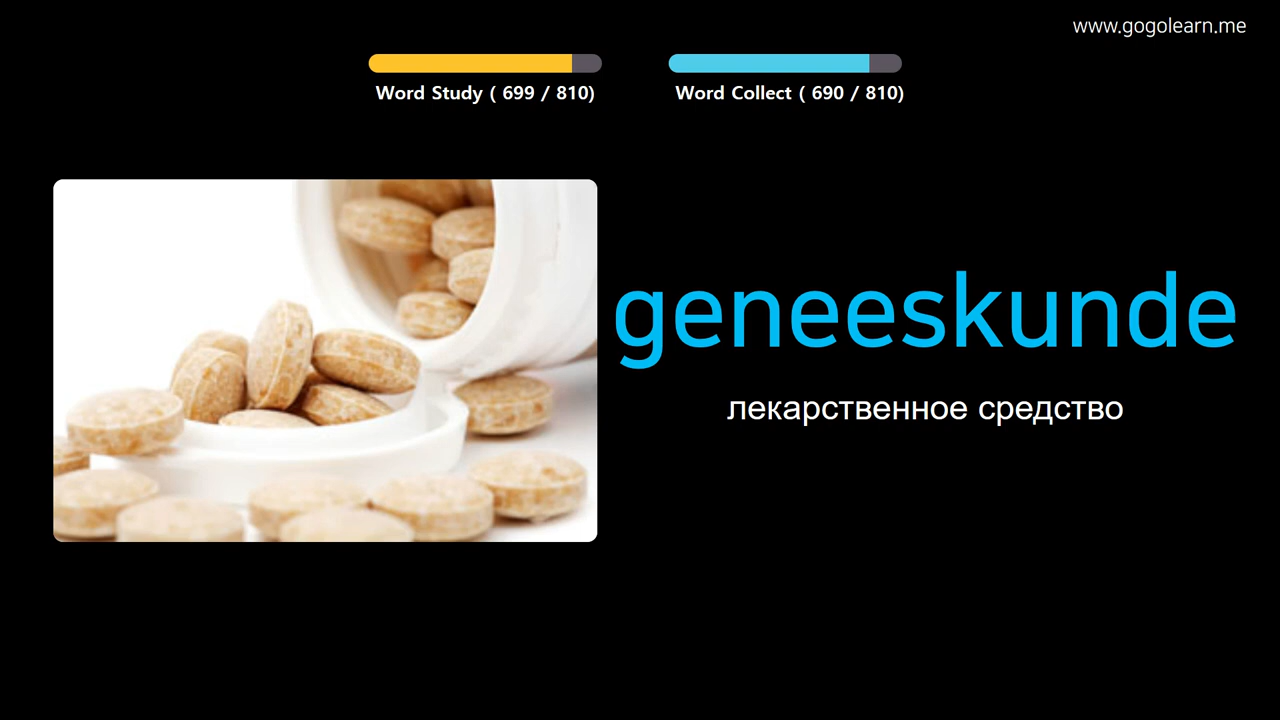 www.gogolearn.me
Word Study ( 699 / 810)
Word Collect ( 690 / 810)
geneeskunde
лекарственное средство